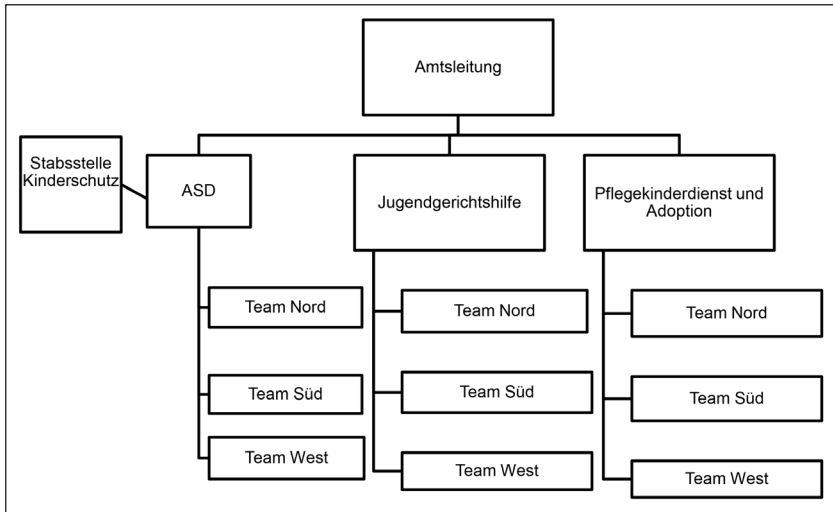 Amtsleitung
Stabsstelle
Kinderschutz
ASD
Jugendgerichtshilfe
Pflegekinderdienst und
Adoption
Team Nord
Team Nord
Team Nord
Team Süd
Team Süd
Team Süd
Team West
Team West
Team West